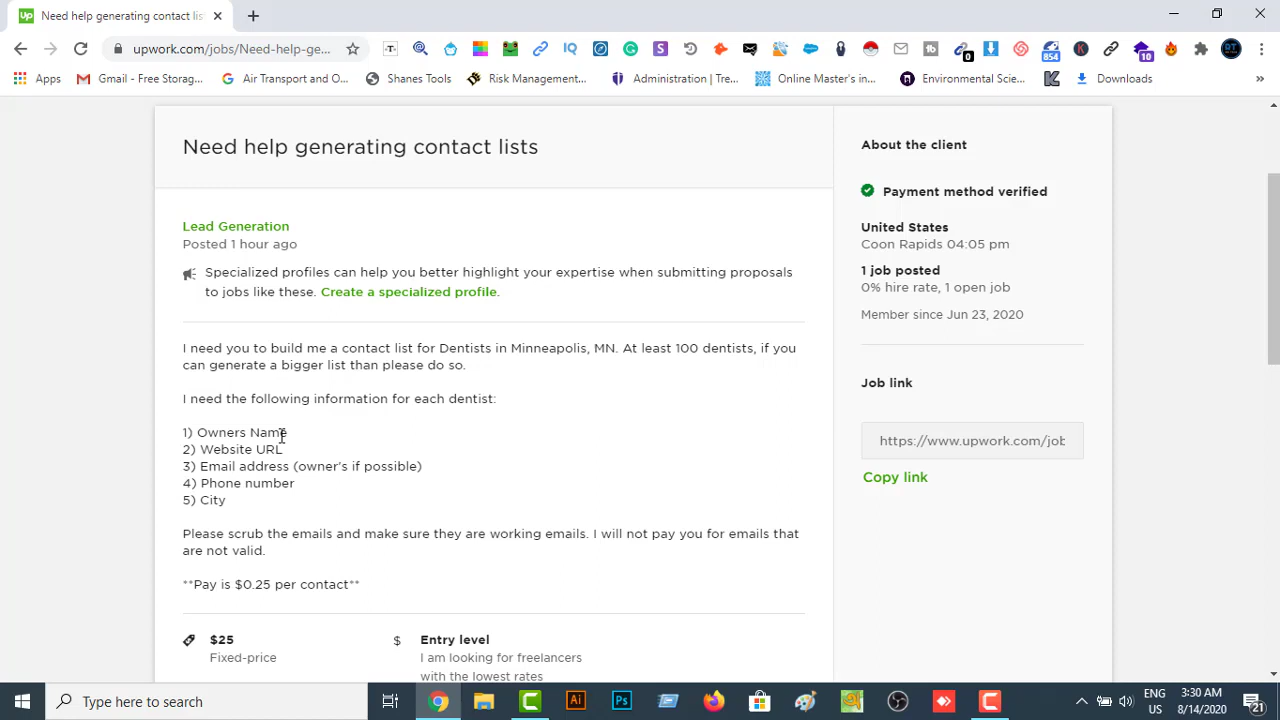 Need help generating contact list
upwork.com/jobs/Need-help-ge...
854
0
10
Apps
Gmail - Free Storag...
Air Transport and O...
Shanes Tools
Risk Management...
Administration | Tre...
Online Master's in...
Environmental Scien...
Downloads
»
Need help generating contact lists
Lead Generation
Posted 1 hour ago
Specialized profiles can help you better highlight your expertise when submitting proposals
to jobs like these. Create a specialized profile.
I need you to build me a contact list for Dentists in Minneapolis, MN. At least 100 dentists, if you
can generate a bigger list than please do so.
I need the following information for each dentist:
1) Owners Name
2) Website URL
3) Email address (owner's if possible)
4) Phone number
5) City
Please scrub the emails and make sure they are working emails. I will not pay you for emails that
are not valid.
**Pay is $0.25 per contact**
$25
Fixed-price
$
Entry level
I am looking for freelancers
with the lowest rates
About the client
Payment method verified
United States
Coon Rapids 04:05 pm
1 job posted
0% hire rate, 1 open job
Member since Jun 23, 2020
Job link
https://www.upwork.com/job
Copy link
Type here to search
Ai
Ps
ENG
US
3:30 AM
8/14/2020
21